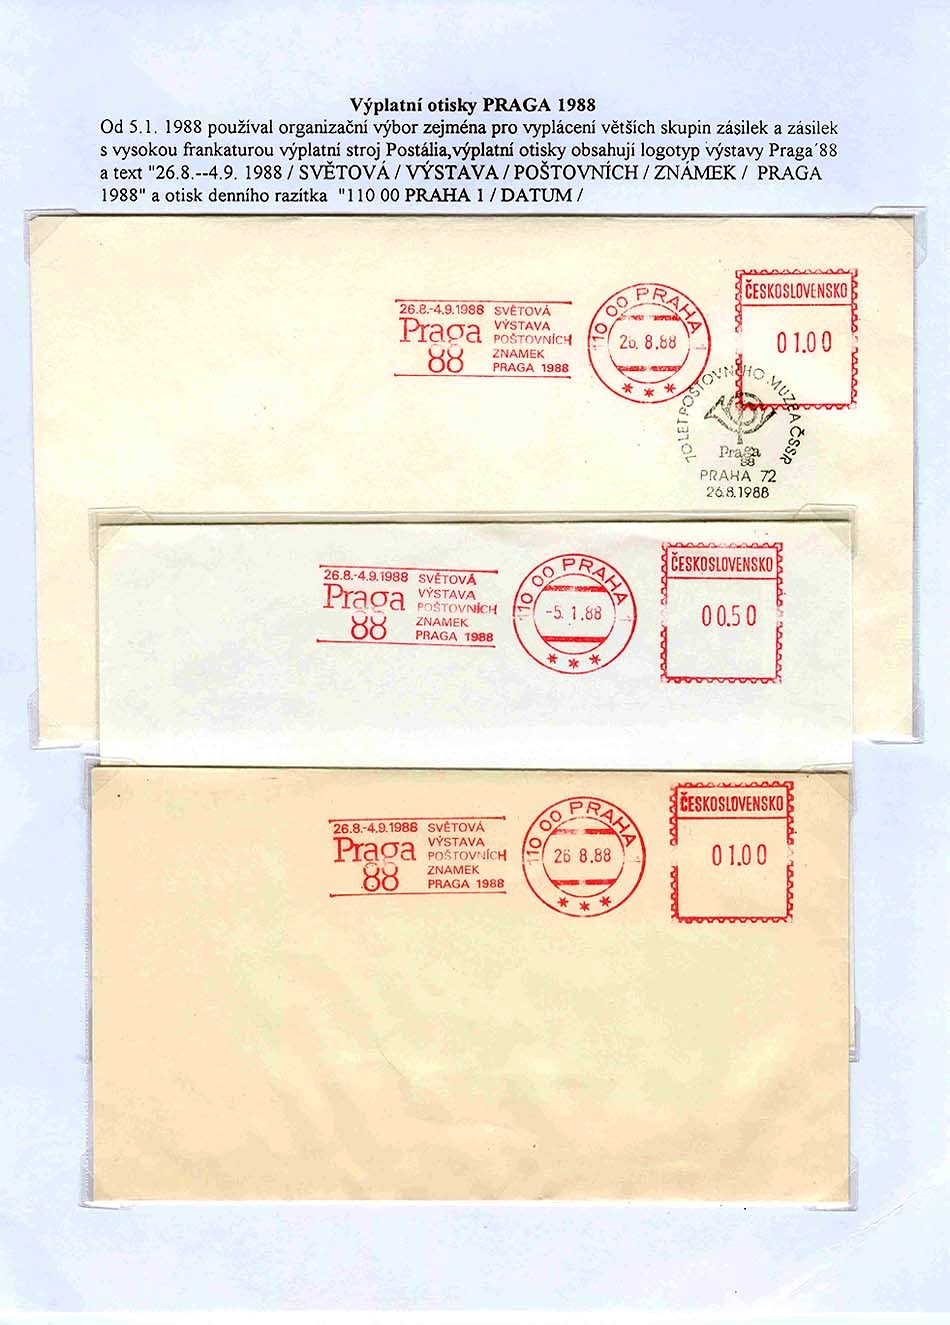 Výplatní otisky PRAGA 1988
Od 5.1. 1988 používal organizační výbor zejména pro vyplácení větších skupin zásilek a zásilek
s vysokou frankaturou výplatní stroj Postália,výplatní otisky obsahují logotyp výstavy Praga´88
a text "26.8.--4.9. 1988 / SVĚTOVÁ / VÝSTAVA / POŠTOVNÍCH / ZNÁMEK / PRAGA
1988" a otisk denního razítka "110 00 PRAHA 1 / DATUM /
26.8.-4.9.1988 SVĚTOVÁ
Praga VÝSTAVA
POŠTOVNÍCH
88 ZNAMEK
PRAGA 1988
110 00 PRAHA 1
26. 8.88
* * *
ČESKOSLOVENSKO
01.00
70 LET POŠTOVNÍHO MUZEA ČSSR
Praga
88
PRAHA 72
26.8.1988
26.8.-4.9.1988 SVĚTOVÁ
Praga VÝSTAVA
POŠTOVNÍCH
88 ZNAMEK
PRAGA 1988
110 00 PRAHA 1
-5. 1.88
* * *
ČESKOSLOVENSKO
00.50
26.8.-4.9.1988 SVĚTOVÁ
Praga VÝSTAVA
POŠTOVNÍCH
88 ZNAMEK
PRAGA 1988
110 00 PRAHA 1
26 8.88
* * *
ČESKOSLOVENSKO
01.00